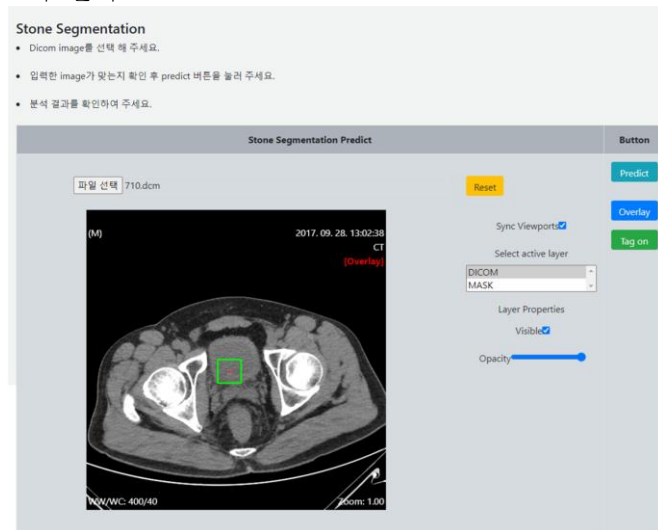 Stone Segmentation
• Dicom image를 선택 해 주세요.
• 입력한 image가 맞는지 확인 후 predict 버튼을 눌러 주세요.
• 분석 결과를 확인하여 주세요.
Stone Segmentation Predict
Button
파일 선택 710.dcm
Reset
Predict
Overlay
Tag on
(M)
2017. 09. 28. 13:02:38
CT
[Overlay]
Sync Viewports
Select active layer
DICOM
MASK
Layer Properties
Visible
Opacity
WW/WC: 400/40
Zoom: 1.00